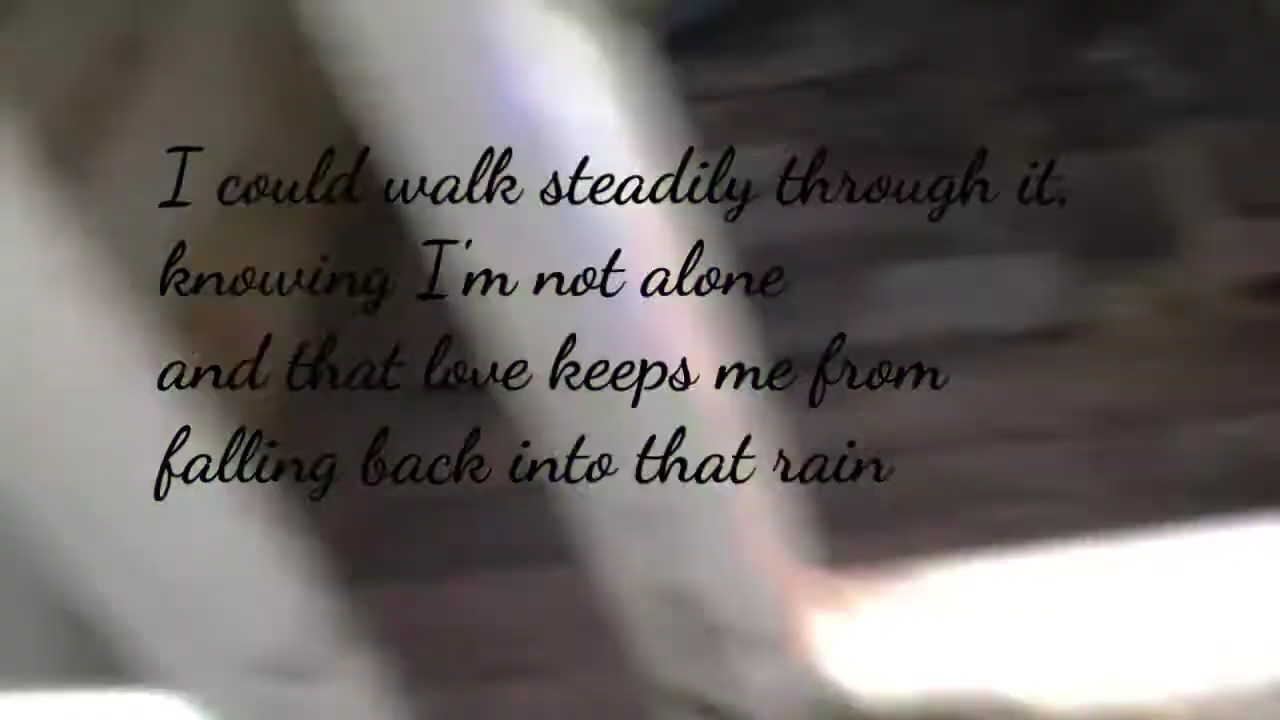 I could walk steadily through it,
knowing I'm not alone
and that love keeps me from
falling back into that rain